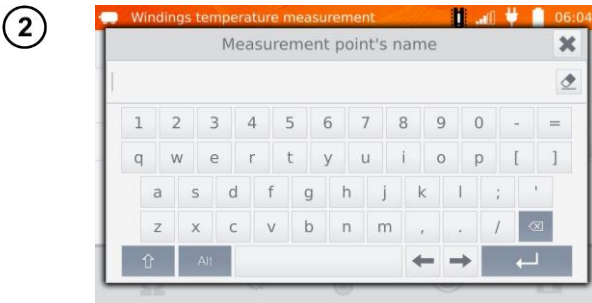 2
Windings temperature measurement 06:04
Measurement point's name
1 2 3 4 5 6 7 8 9 0 - =
q w e r t y u i o p [ ]
a s d f g h j k l ; '
z x c v b n m , . /
Alt